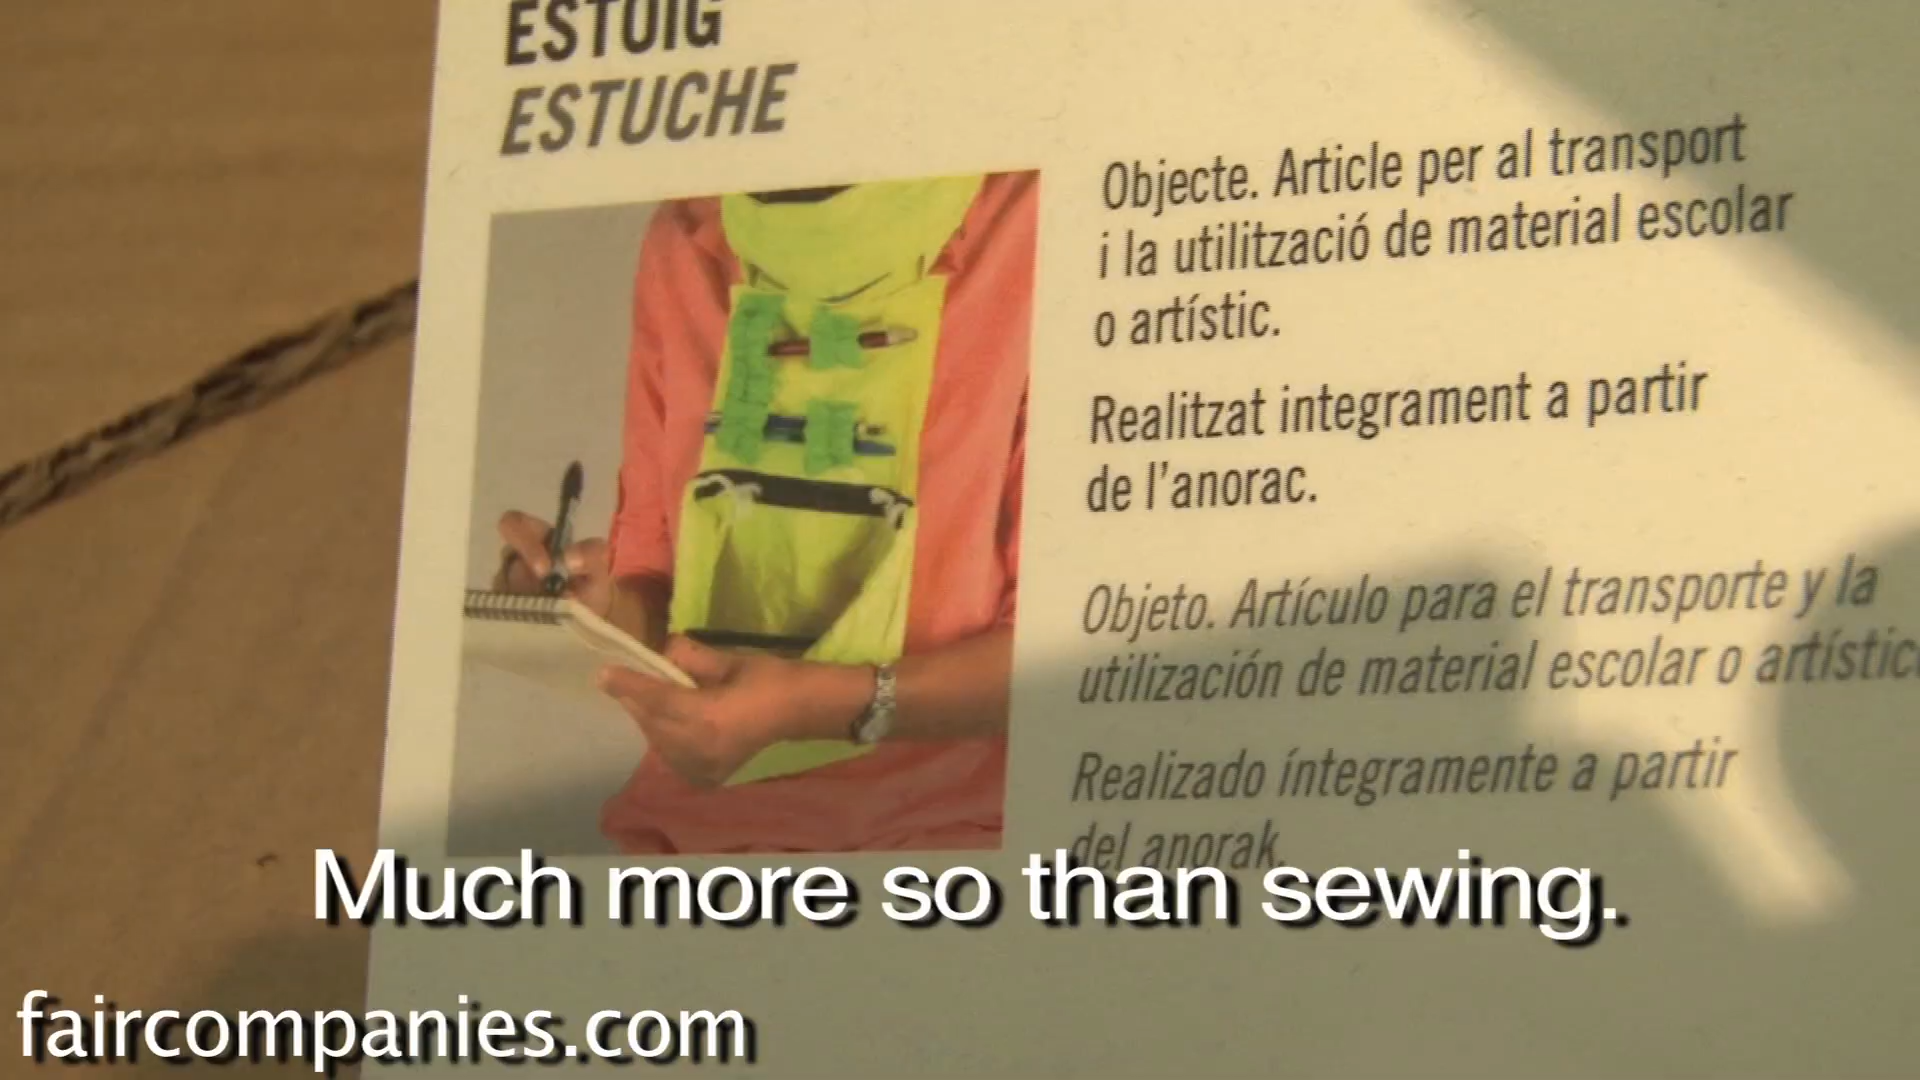 ESTOIG
ESTUCHE
Objecte. Article per al transport
i la utilització de material escolar
o artístic.
Realitzat integrament a partir
de l'anorac.
Objeto. Artículo para el transporte y la
utilización de material escolar o artístic
Realizado íntegramente a partir
del anorak.
Much more so than sewing.
faircompanies.com